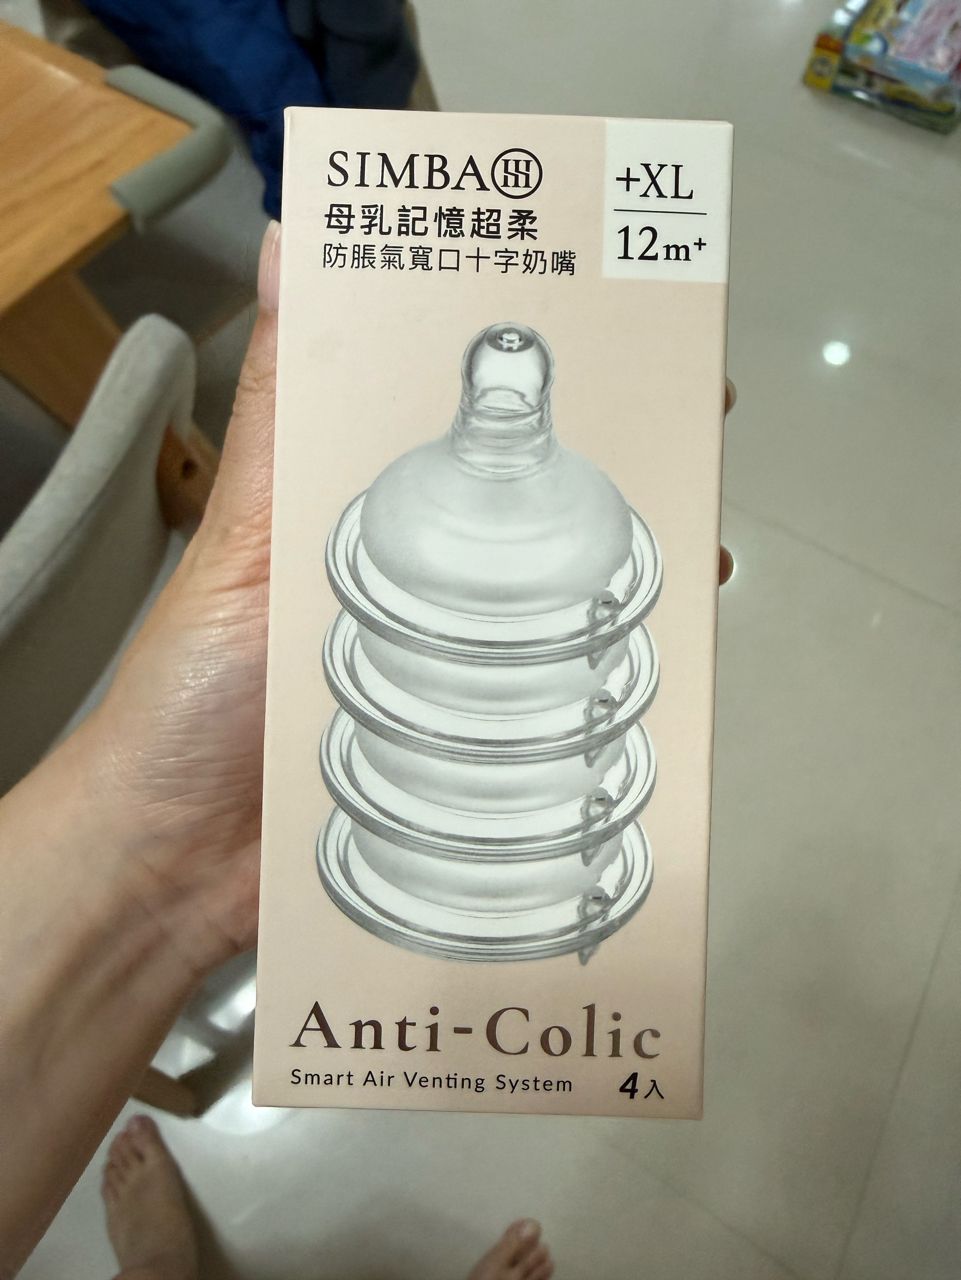 SIMBA
母乳記憶超柔
防脹氣寬口十字奶嘴
+XL
12m+
Anti-Colic
Smart Air Venting System
4入